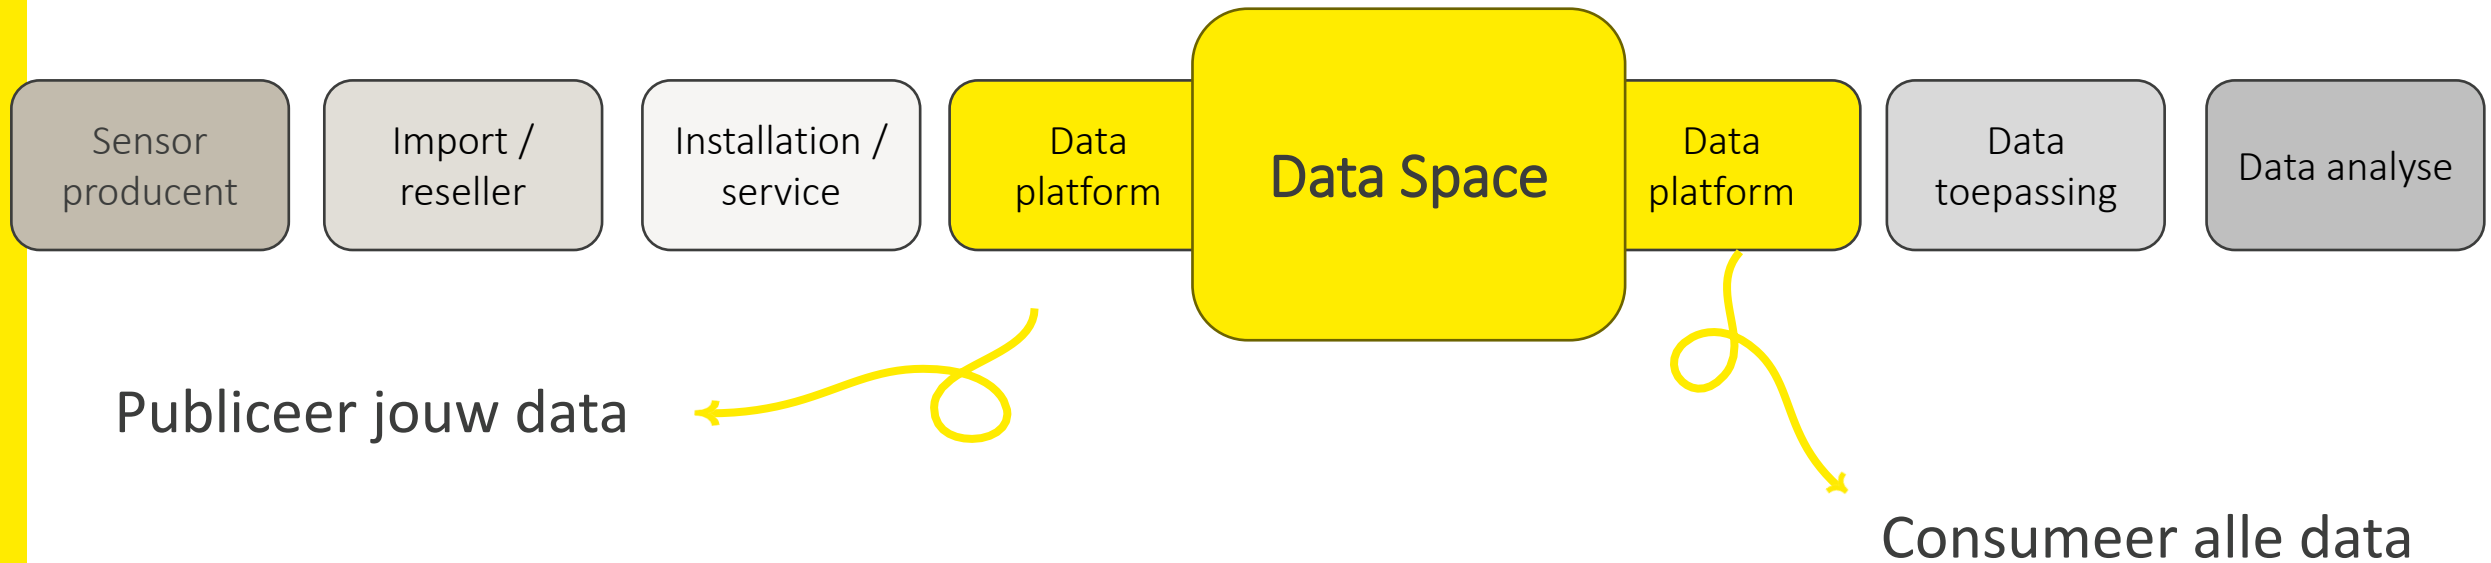 Sensor
producent
Import /
reseller
Installation /
service
Data
platform
Data Space
Data
platform
Data
toepassing
Data analyse
Publiceer jouw data
Consumeer alle data